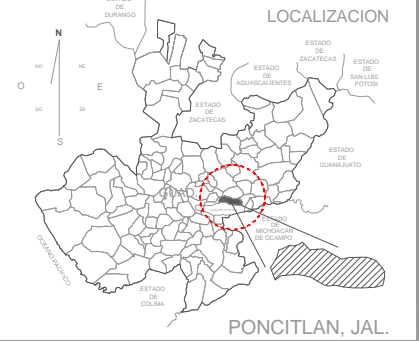 DE
DURANGO
LOCALIZACION
N
NO
NE
O
E
SO
SE
S
ESTADO
DE
ZACATECAS
ESTADO
DE
AGUASCALIENTES
ESTADO
DE
SAN LUIS
POTOSI
ESTADO
DE
ZACATECAS
ESTADO
DE
GUANAJUATO
GUAD
ESTADO
DE
MICHOACAN
DE OCAMPO
OCEANO PACIFICO
ESTADO
DE
COLIMA
PONCITLAN, JAL.